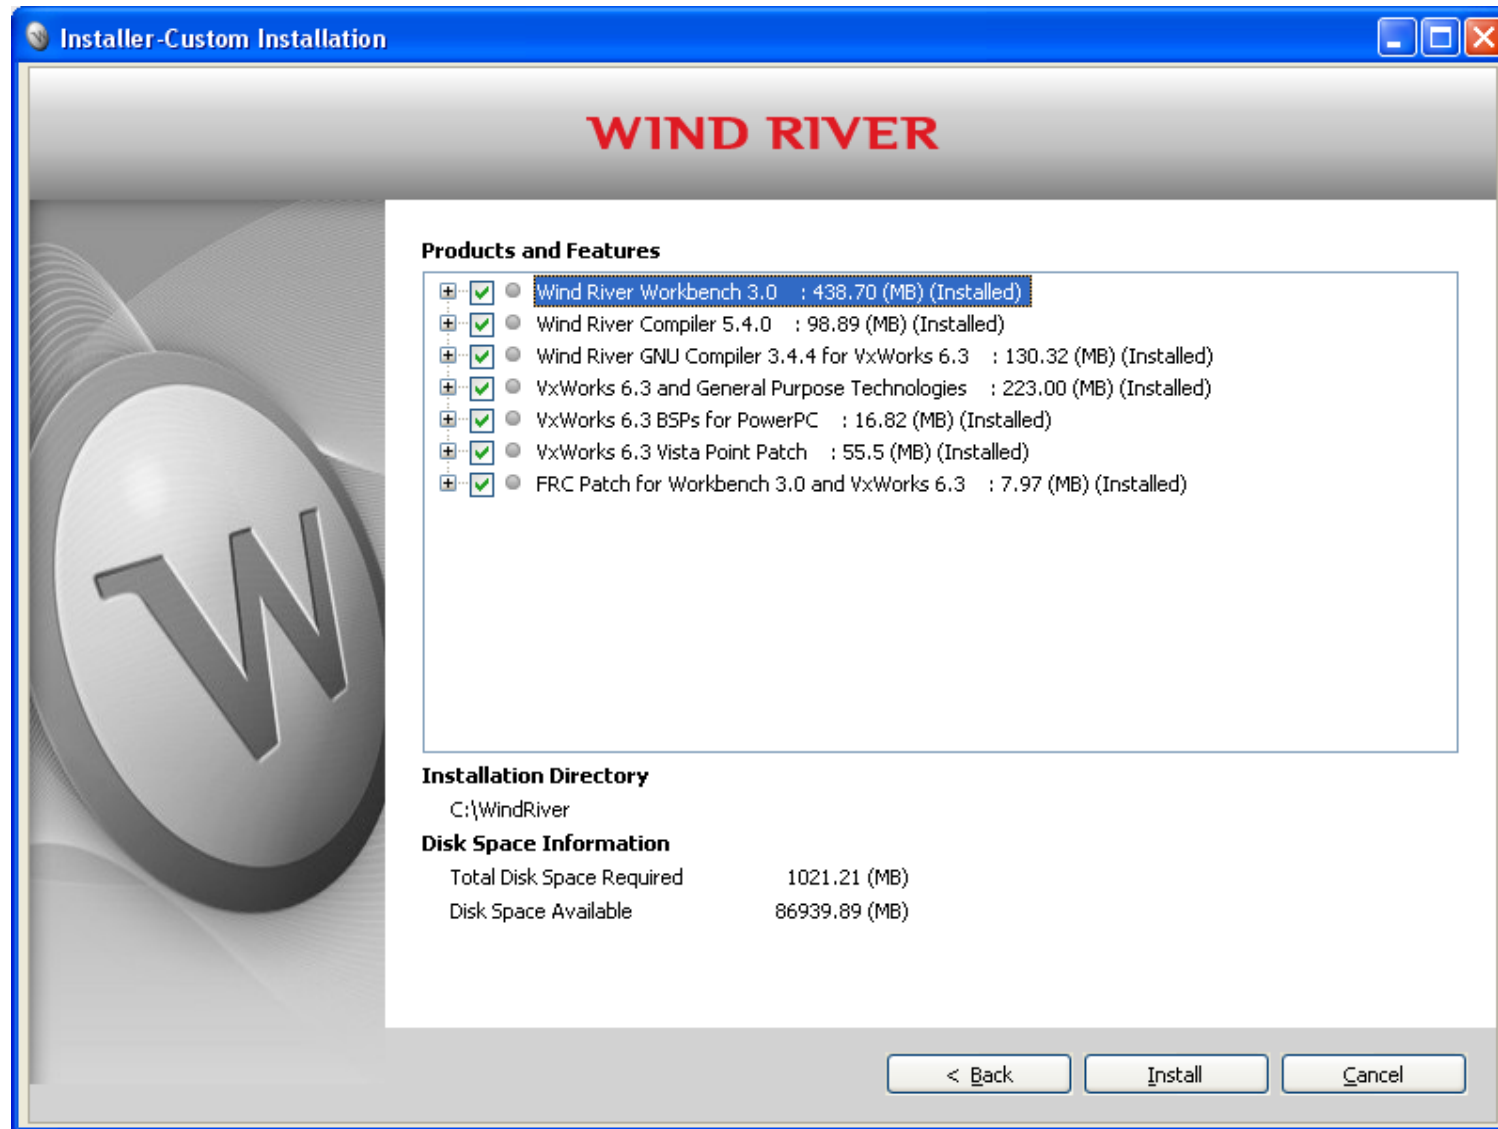 Installer-Custom Installation
WIND RIVER
Products and Features
Wind River Workbench 3.0 : 438.70 (MB) (Installed)
Wind River Compiler 5.4.0 : 98.89 (MB) (Installed)
Wind River GNU Compiler 3.4.4 for VxWorks 6.3 : 130.32 (MB) (Installed)
VxWorks 6.3 and General Purpose Technologies : 223.00 (MB) (Installed)
VxWorks 6.3 BSPs for PowerPC : 16.82 (MB) (Installed)
VxWorks 6.3 Vista Point Patch : 55.5 (MB) (Installed)
FRC Patch for Workbench 3.0 and VxWorks 6.3 : 7.97 (MB) (Installed)
W
Installation Directory
C:\WindRiver
Disk Space Information
Total Disk Space Required 1021.21 (MB)
Disk Space Available 86939.89 (MB)
< Back Install Cancel